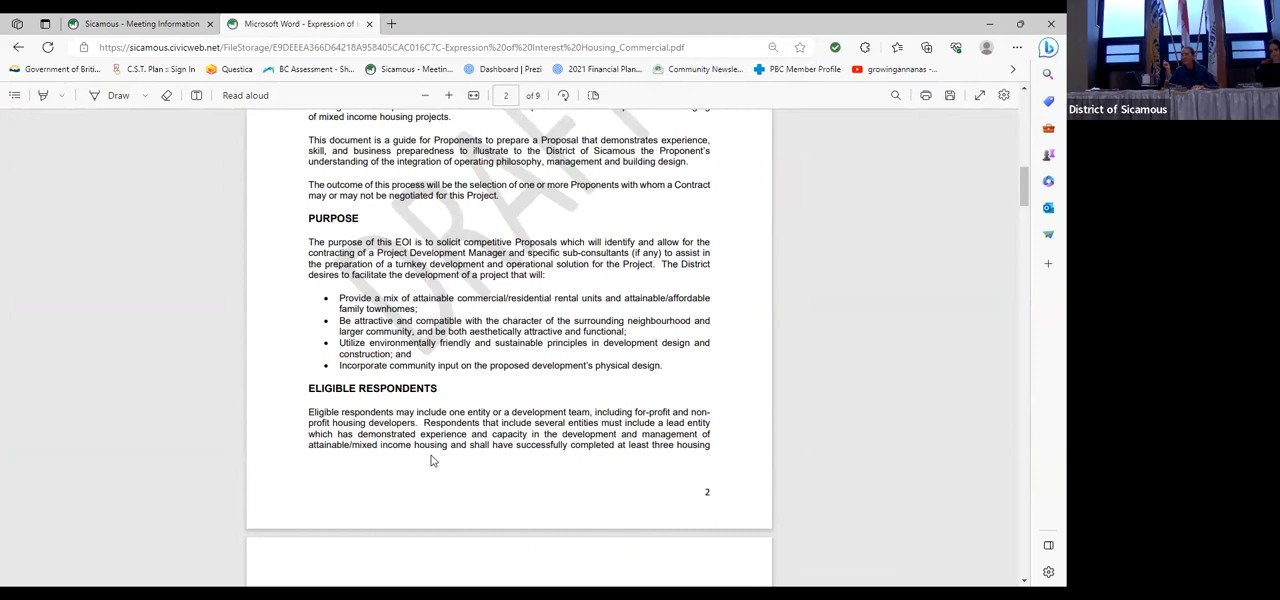 Sicamous - Meeting Information
Microsoft Word - Expression of I
https://sicamous.civicweb.net/FileStorage/E9DEEEA366D64218A958405CAC016C7C-Expression%20of%20Interest%20Housing_Commercial.pdf
Government of Briti...
C.S.T. Plan :: Sign In
Questica
BC Assessment - Sh...
Sicamous - Meetin...
Dashboard | Prezi
2021 Financial Plan...
Community Newsle...
PBC Member Profile
growingannanas -...
Draw
Read aloud
2 of 9
District of Sicamous
of mixed income housing projects.
This document is a guide for Proponents to prepare a Proposal that demonstrates experience,
skill, and business preparedness to illustrate to the District of Sicamous the Proponent's
understanding of the integration of operating philosophy, management and building design.
The outcome of this process will be the selection of one or more Proponents with whom a Contract
may or may not be negotiated for this Project.
DRAFT
PURPOSE
The purpose of this EOI is to solicit competitive Proposals which will identify and allow for the
contracting of a Project Development Manager and specific sub-consultants (if any) to assist in
the preparation of a turnkey development and operational solution for the Project. The District
desires to facilitate the development of a project that will:
• Provide a mix of attainable commercial/residential rental units and attainable/affordable
family townhomes;
• Be attractive and compatible with the character of the surrounding neighbourhood and
larger community, and be both aesthetically attractive and functional;
• Utilize environmentally friendly and sustainable principles in development design and
construction; and
• Incorporate community input on the proposed development's physical design.
ELIGIBLE RESPONDENTS
Eligible respondents may include one entity or a development team, including for-profit and non-
profit housing developers. Respondents that include several entities must include a lead entity
which has demonstrated experience and capacity in the development and management of
attainable/mixed income housing and shall have successfully completed at least three housing
2